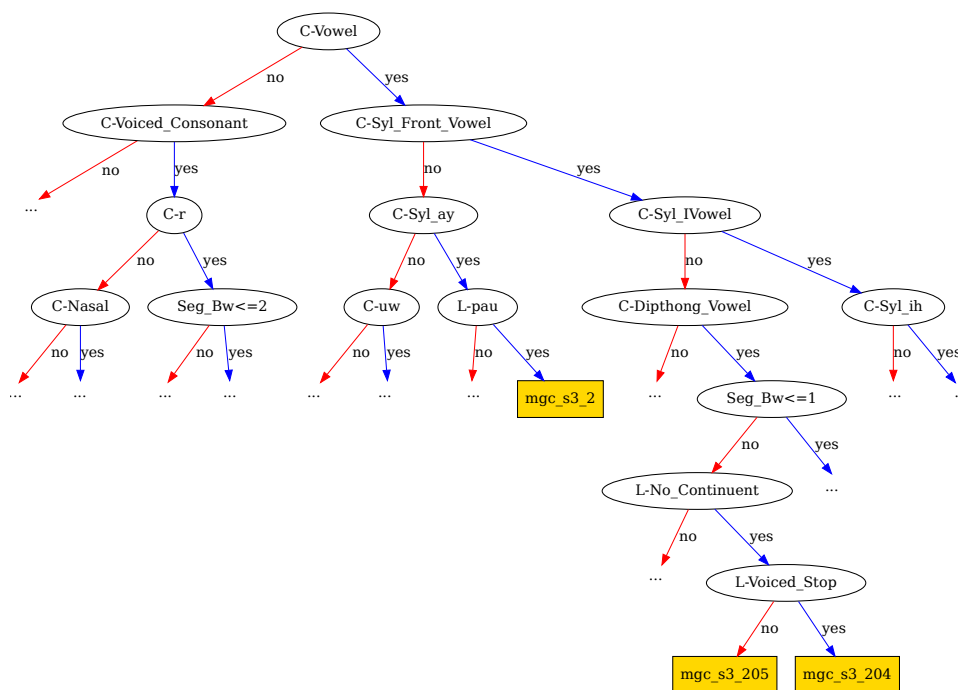 C-Vowel
no yes
C-Voiced_Consonant C-Syl_Front_Vowel
no yes no yes
... C-r C-Syl_ay C-Syl_IVowel
no yes no yes no yes
C-Nasal Seg_Bw<=2 C-uw L-pau C-Dipthong_Vowel C-Syl_ih
no yes no yes no yes no yes no yes no yes
... ... ... ... ... ... ... mgc_s3_2 ... Seg_Bw<=1 ... ...
no yes
L-No_Continuent ...
no yes
... L-Voiced_Stop
no yes
mgc_s3_205 mgc_s3_204